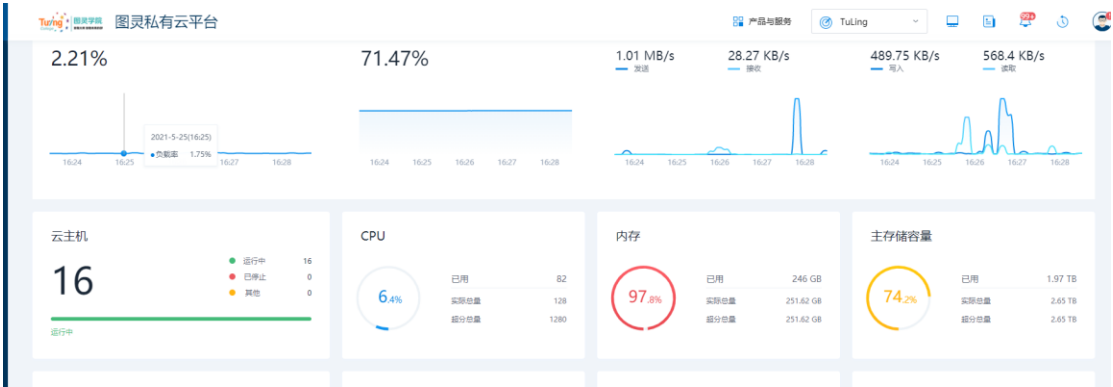 Tuling 图灵学院 图灵私有云平台 产品与服务 TuLing 99+
2.21% 71.47% 1.01 MB/s 28.27 KB/s 489.75 KB/s 568.4 KB/s
发送 接收 写入 读取
2021-5-25(16:25)
负载率 1.75%
16:24 16:25 16:27 16:28 16:24 16:25 16:26 16:27 16:28 16:24 16:25 16:26 16:27 16:28 16:24 16:25 16:26 16:27 16:28
云主机
16
运行中 16
已停止 0
其他 0
运行中
CPU
6.4%
已用 82
实际总量 128
超分总量 1280
内存
97.8%
已用 246 GB
实际总量 251.62 GB
超分总量 251.62 GB
主存储容量
74.2%
已用 1.97 TB
实际总量 2.65 TB
超分总量 2.65 TB